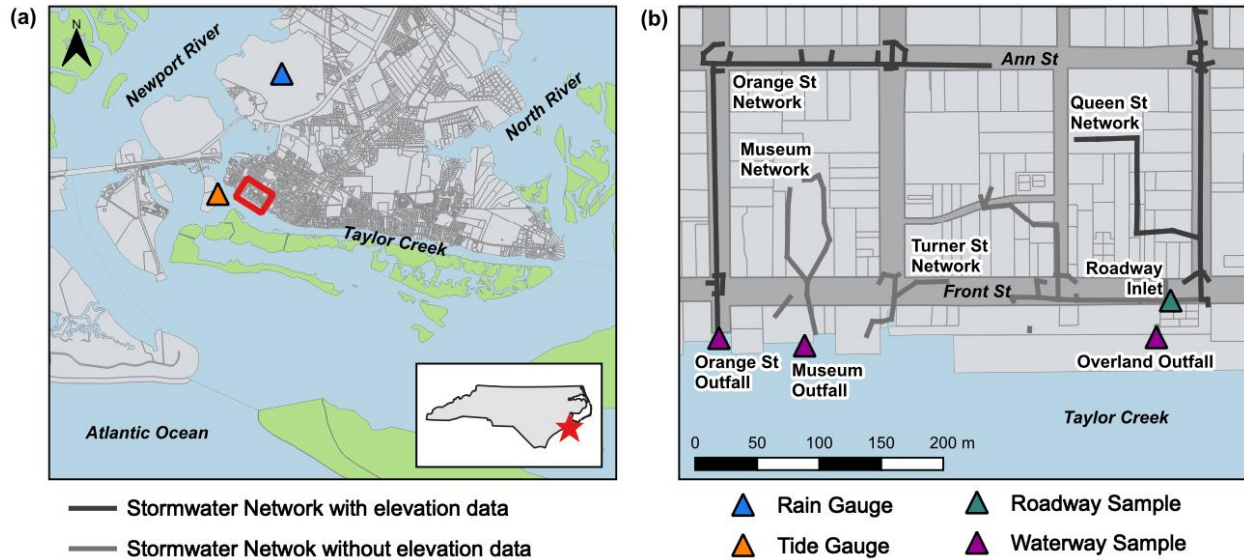 (a)
N
Newport River
North River
Taylor Creek
Atlantic Ocean
Stormwater Network with elevation data
Stormwater Netwok without elevation data
(b)
Ann St
Orange St
Network
Queen St
Network
Museum
Network
Turner St
Network
Roadway
Inlet
Front St
Orange St
Outfall
Museum
Outfall
Overland Outfall
Taylor Creek
0 50 100 150 200 m
Rain Gauge
Roadway Sample
Tide Gauge
Waterway Sample